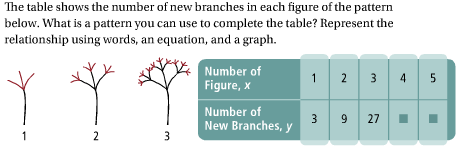 The table shows the number of new branches in each figure of the pattern
below. What is a pattern you can use to complete the table? Represent the
relationship using words, an equation, and a graph.
Number of
Figure, x
1 2 3 4 5
Number of
New Branches, y
3 9 27
1 2 3